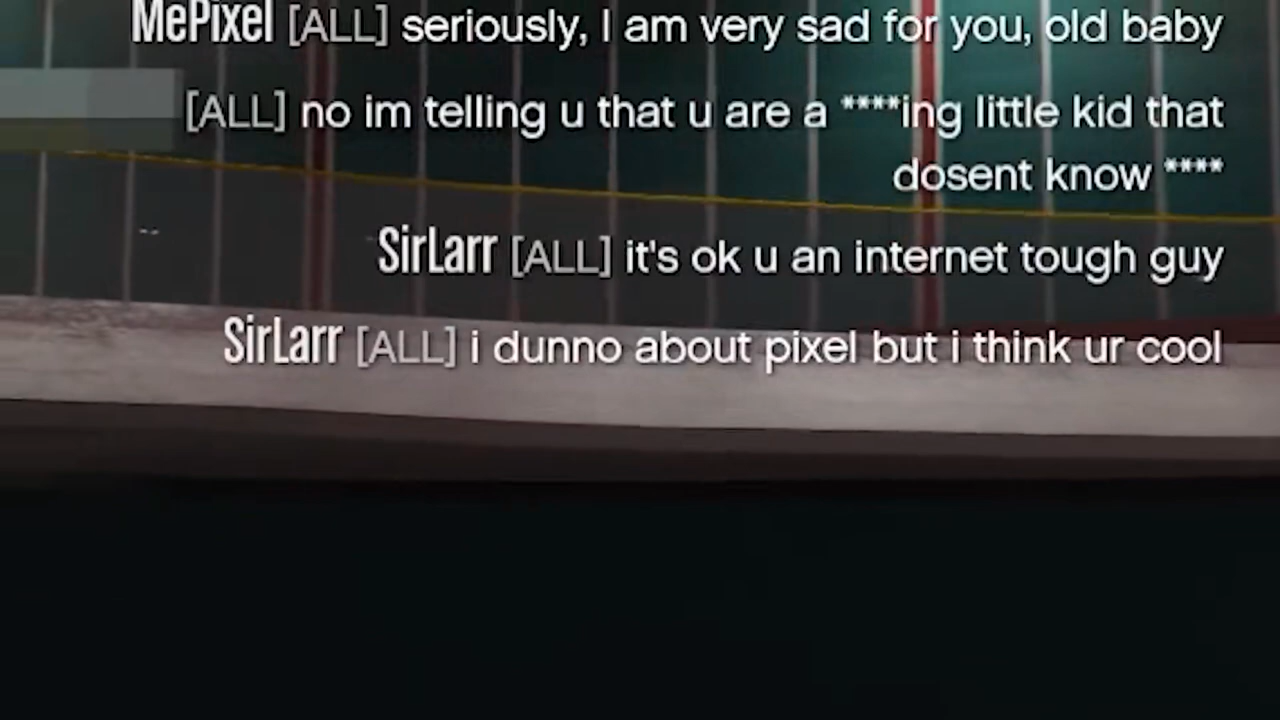 MePixel [ALL] seriously, I am very sad for you, old baby
[ALL] no im telling u that u are a ****ing little kid that
dosent know ****
SirLarr [ALL] it's ok u an internet tough guy
SirLarr [ALL] i dunno about pixel but i think ur cool